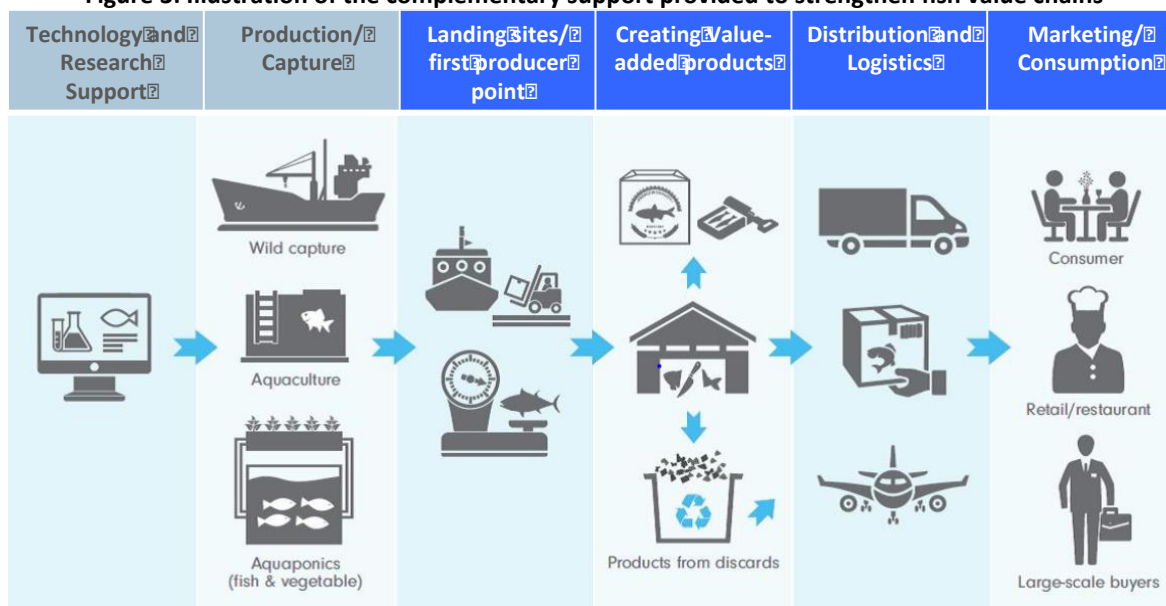 Figure 3: Illustration of the complementary support provided to strengthen fish value chains
Technology and
Research
Support
Production/
Capture
Landing sites/
first producer
point
Creating Value-
added products
Distribution and
Logistics
Marketing/
Consumption
Wild capture
Aquaculture
Aquaponics
(fish & vegetable)
Products from discards
Consumer
Retail/restaurant
Large-scale buyers